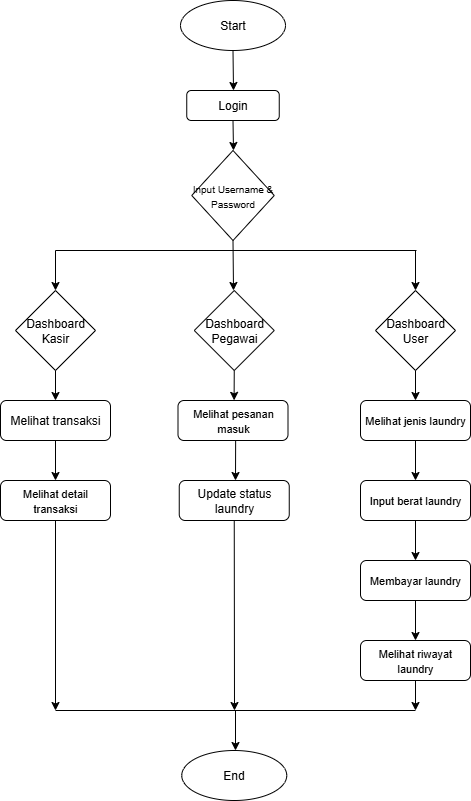 Start
Login
Input Username &
Password
Dashboard
Kasir
Dashboard
Pegawai
Dashboard
User
Melihat transaksi
Melihat pesanan
masuk
Melihat jenis laundry
Melihat detail
transaksi
Update status
laundry
Input berat laundry
Membayar laundry
Melihat riwayat
laundry
End